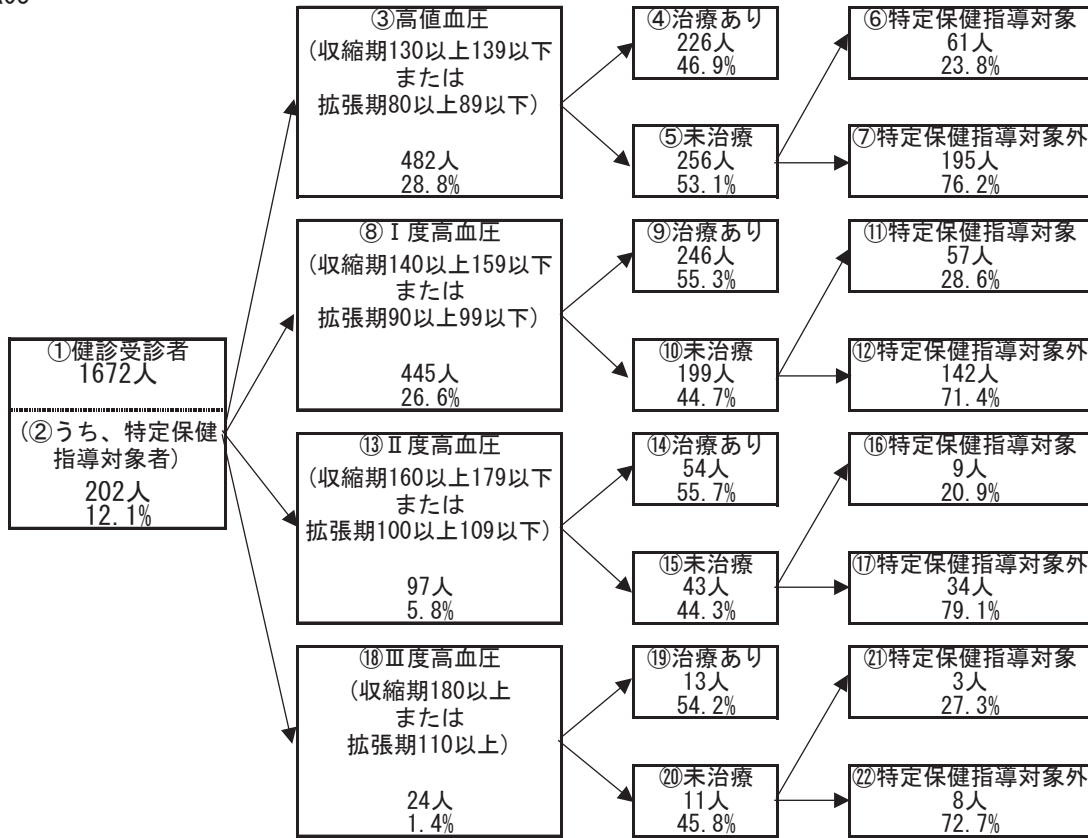 ①健診受診者
1672人
(②うち、特定保健
指導対象者)
202人
12.1%
③高値血圧
(収縮期130以上139以下
または
拡張期80以上89以下)
482人
28.8%
④治療あり
226人
46.9%
⑤未治療
256人
53.1%
⑥特定保健指導対象
61人
23.8%
⑦特定保健指導対象外
195人
76.2%
⑧Ⅰ度高血圧
(収縮期140以上159以下
または
拡張期90以上99以下)
445人
26.6%
⑨治療あり
246人
55.3%
⑩未治療
199人
44.7%
⑪特定保健指導対象
57人
28.6%
⑫特定保健指導対象外
142人
71.4%
⑬Ⅱ度高血圧
(収縮期160以上179以下
または
拡張期100以上109以下)
97人
5.8%
⑭治療あり
54人
55.7%
⑮未治療
43人
44.3%
⑯特定保健指導対象
9人
20.9%
⑰特定保健指導対象外
34人
79.1%
⑱Ⅲ度高血圧
(収縮期180以上
または
拡張期110以上)
24人
1.4%
⑲治療あり
13人
54.2%
⑳未治療
11人
45.8%
㉑特定保健指導対象
3人
27.3%
㉒特定保健指導対象外
8人
72.7%